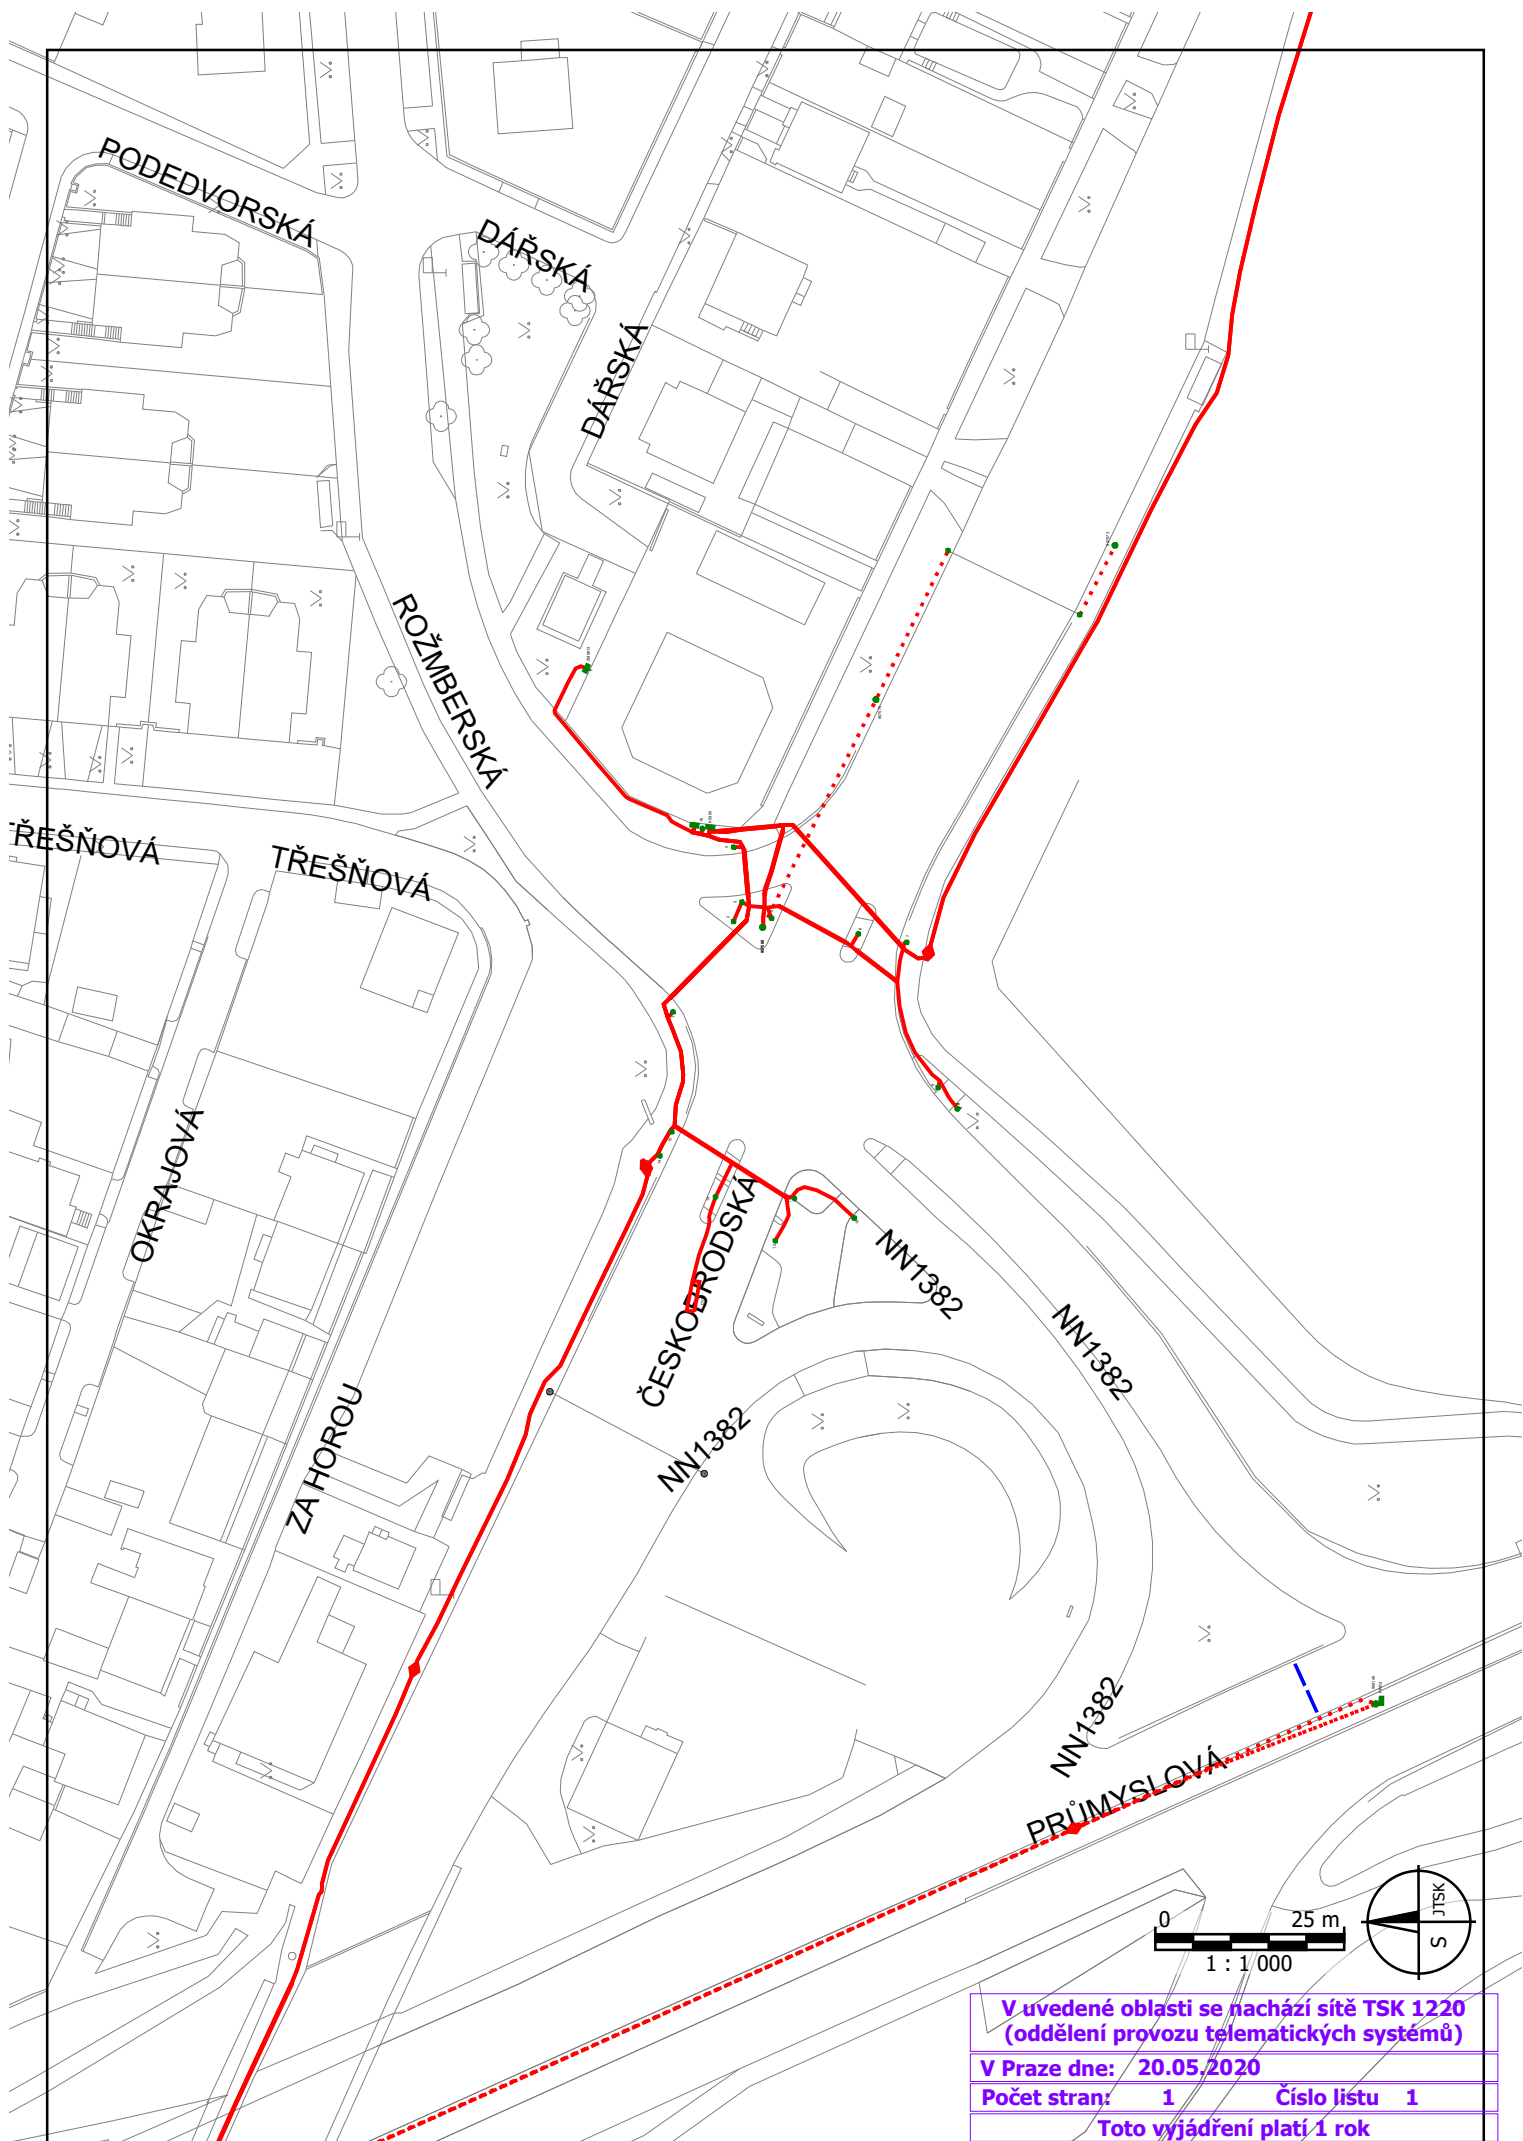 PODEDVORSKÁ
DÁŘSKÁ
DÁŘSKÁ
ROŽMBERSKÁ
ŘEŠŇOVÁ
TŘEŠŇOVÁ
OKRAJOVÁ
ČESKOBRODSKÁ
NN1382
NN1382
NN1382
ZA HOROU
NN1382
PRŮMYSLOVÁ
0 25 m
1 : 1 000
JTSK
S
V uvedené oblasti se nachází sítě TSK 1220
(oddělení provozu telematických systémů)
V Praze dne: 20.05.2020
Počet stran: 1 Číslo listu 1
Toto vyjádření platí 1 rok